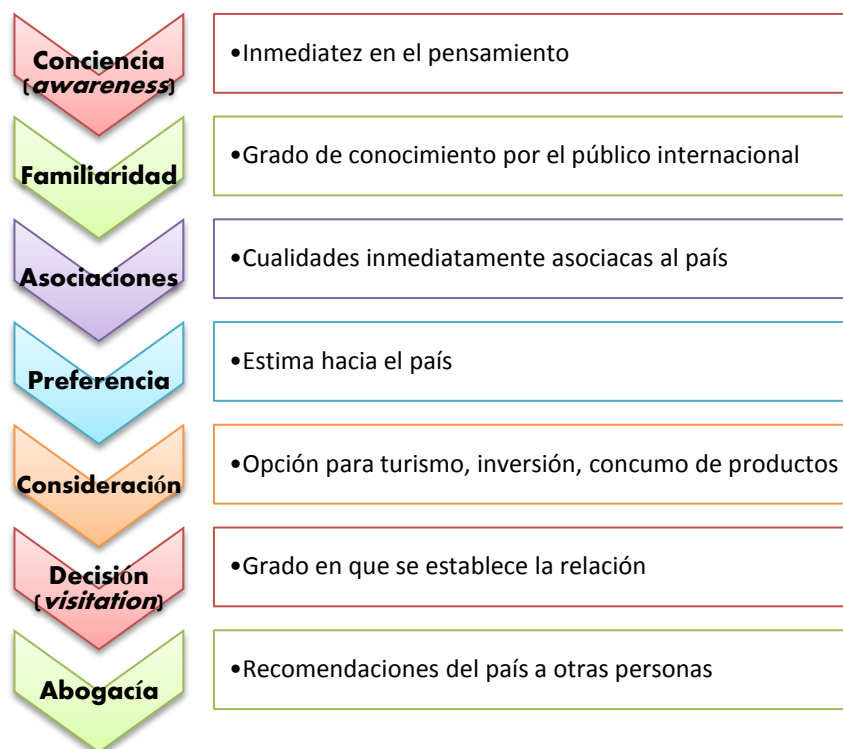 Conciencia
(awareness)
•Inmediatez en el pensamiento
Familiaridad
•Grado de conocimiento por el público internacional
Asociaciones
•Cualidades inmediatamente asociacas al país
Preferencia
•Estima hacia el país
Consideración
•Opción para turismo, inversión, concumo de productos
Decisión
(visitation)
•Grado en que se establece la relación
Abogacía
•Recomendaciones del país a otras personas